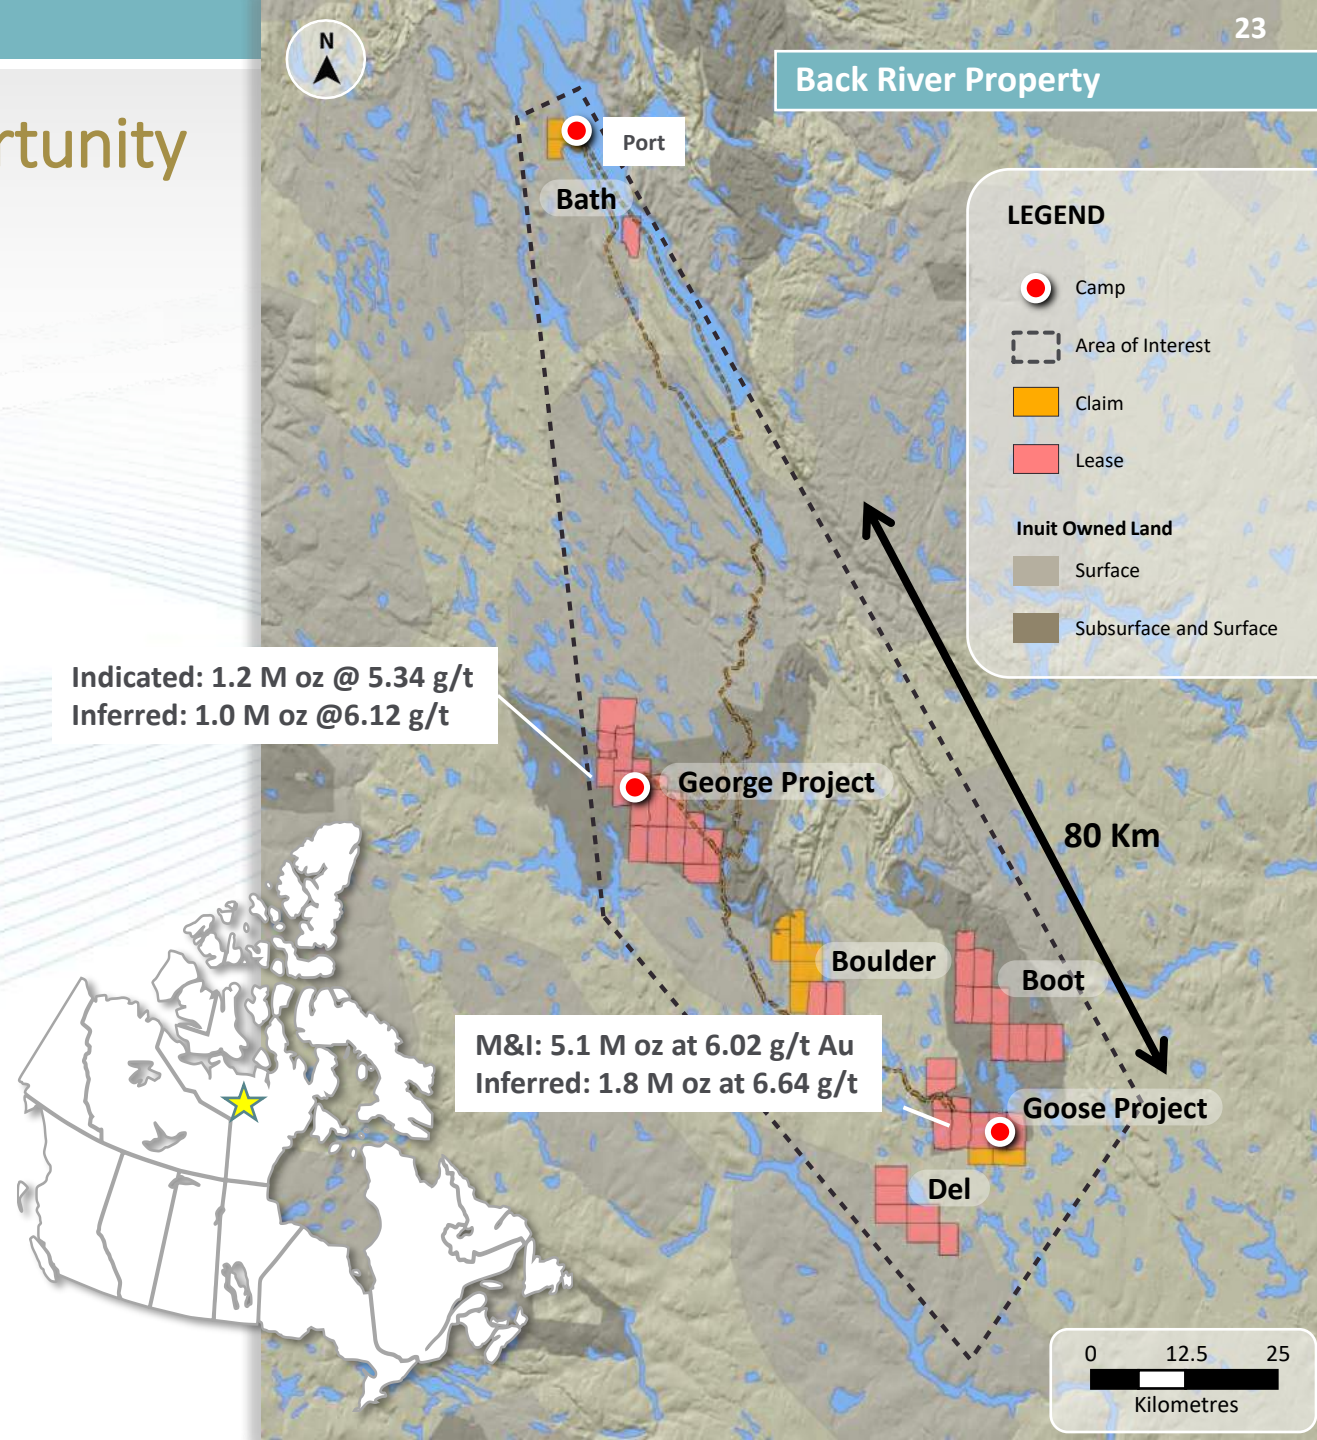 23
Back River Property
rtunity
N
Port
Bath
LEGEND
Camp
Area of Interest
Claim
Lease
Inuit Owned Land
Surface
Subsurface and Surface
Indicated: 1.2 M oz @ 5.34 g/t
Inferred: 1.0 M oz @6.12 g/t
George Project
80 Km
Boulder
Boot
M&I: 5.1 M oz at 6.02 g/t Au
Inferred: 1.8 M oz at 6.64 g/t
Goose Project
Del
0 12.5 25
Kilometres